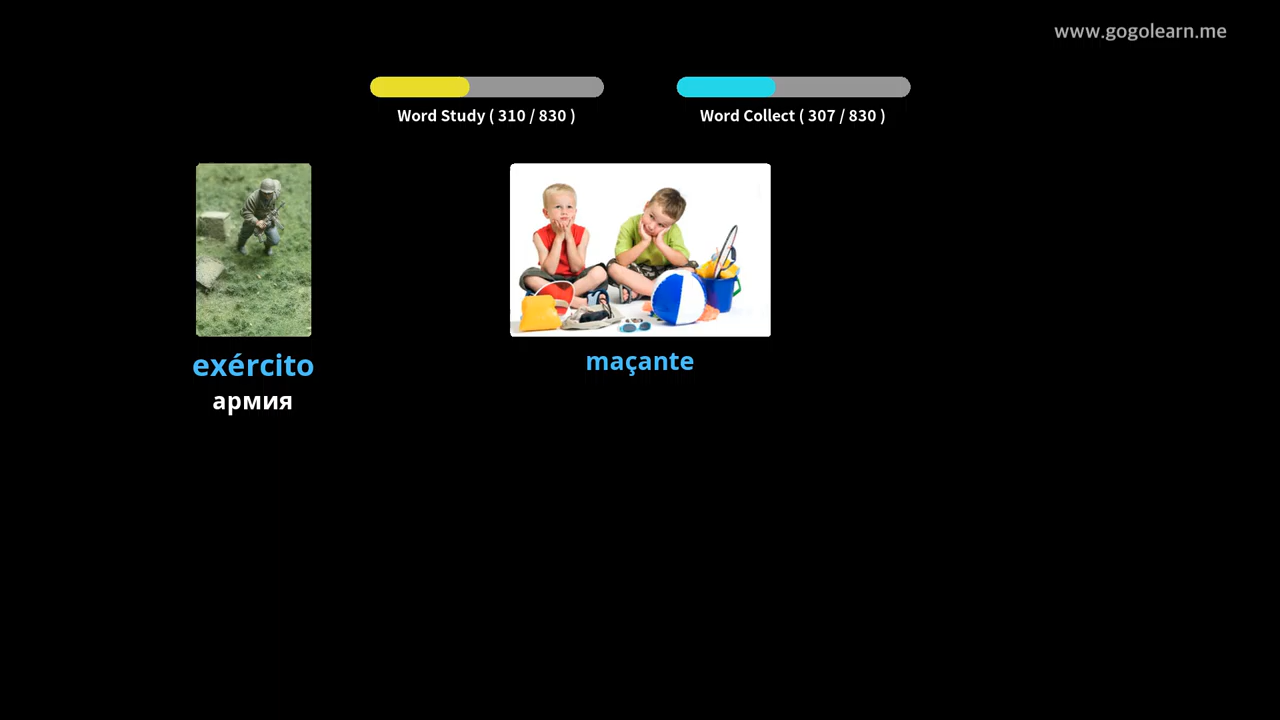 www.gogolearn.me
Word Study ( 310 / 830 )
Word Collect ( 307 / 830 )
exército
армия
maçante